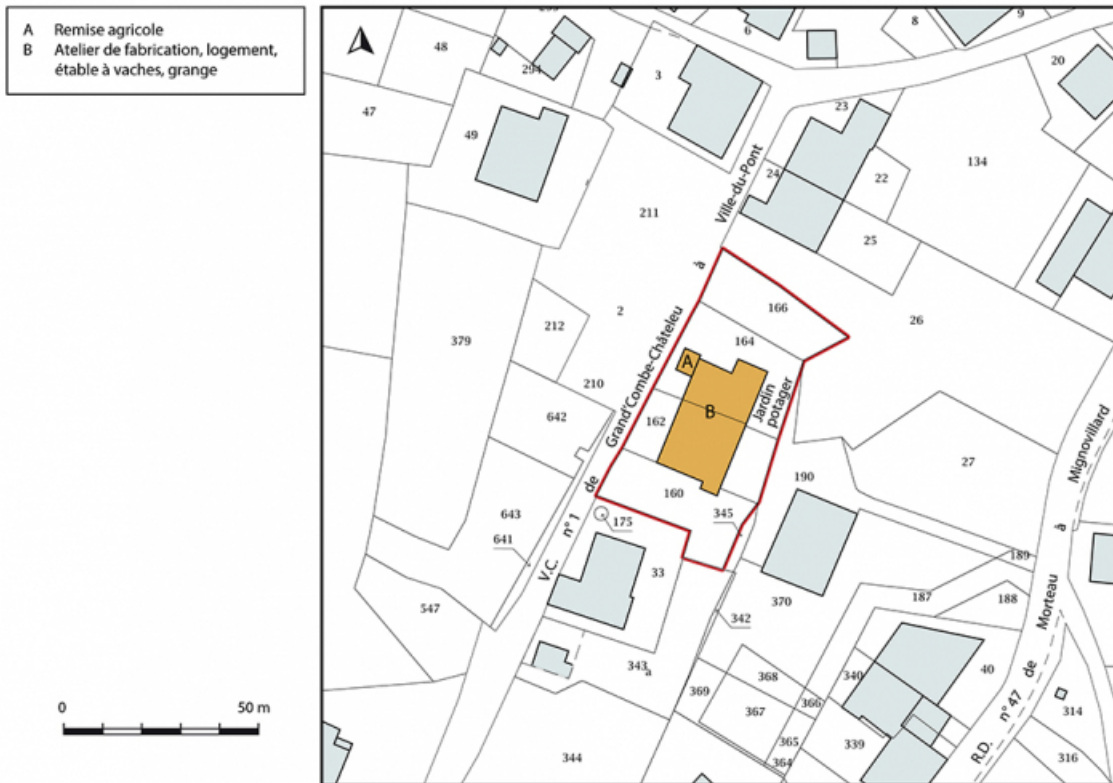 A Remise agricole
B Atelier de fabrication, logement,
étable à vaches, grange
48
294
47
49
3
6
8
9
20
23
24
22
134
25
211
Ville-du-Pont
à
Grand'Combe-Châteleu
de
V.C. n° 1
166
26
164
A
B
Jardin
potager
162
160
2
212
379
210
642
643
641
547
175
33
345
190
27
Mignovillard
à
Morteau
de
R.D. n° 47
189
188
187
370
342
343
a
368
369
367
366
365
364
340
339
40
314
316
344
0 50 m